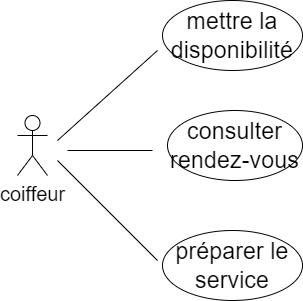 mettre la
disponibilité
consulter
rendez-vous
coiffeur
préparer le
service